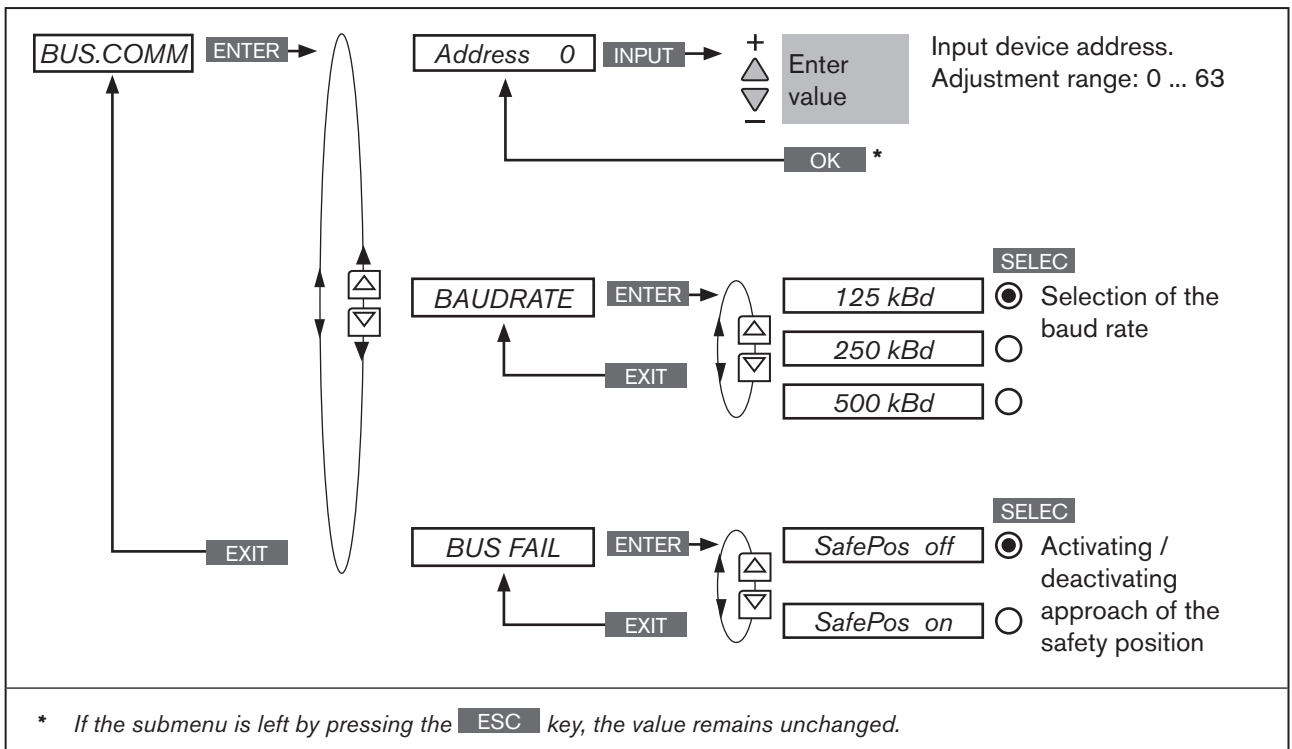 BUS.COMM ENTER
Address 0 INPUT
+
Enter
value
–
Input device address.
Adjustment range: 0 ... 63
OK *
BAUDRATE ENTER
EXIT
SELEC
125 kBd
250 kBd
500 kBd
Selection of the
baud rate
EXIT
BUS FAIL ENTER
EXIT
SELEC
SafePos off
SafePos on
Activating /
deactivating
approach of the
safety position
* If the submenu is left by pressing the ESC key, the value remains unchanged.